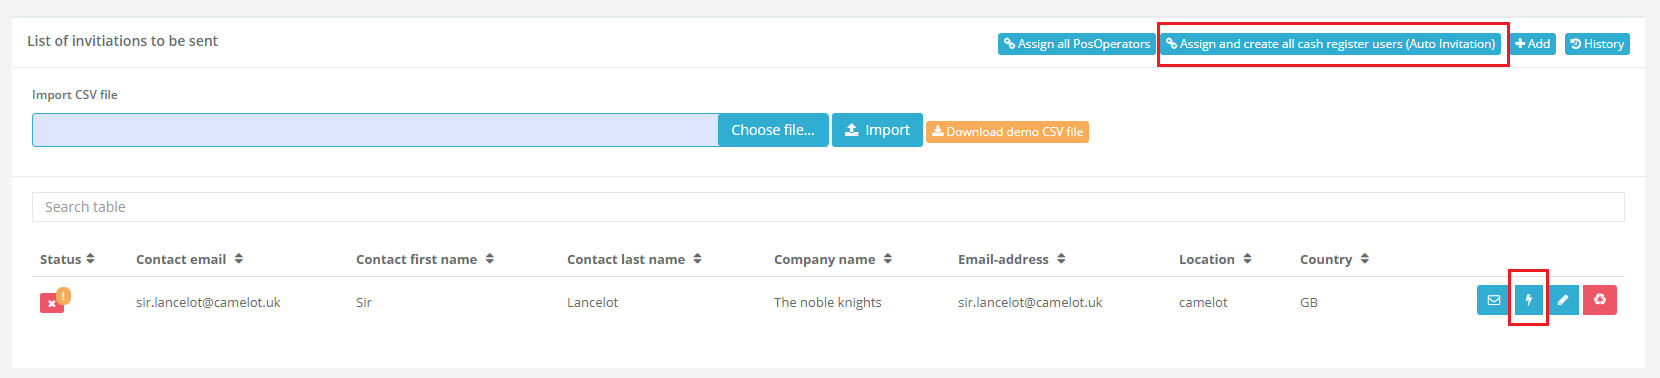 List of invitiations to be sent
Assign all PosOperators
Assign and create all cash register users (Auto Invitation)
Add
History
Import CSV file
Choose file...
Import
Download demo CSV file
Search table
Status Contact email Contact first name Contact last name Company name Email-address Location Country
! sir.lancelot@camelot.uk Sir Lancelot The noble knights sir.lancelot@camelot.uk camelot GB